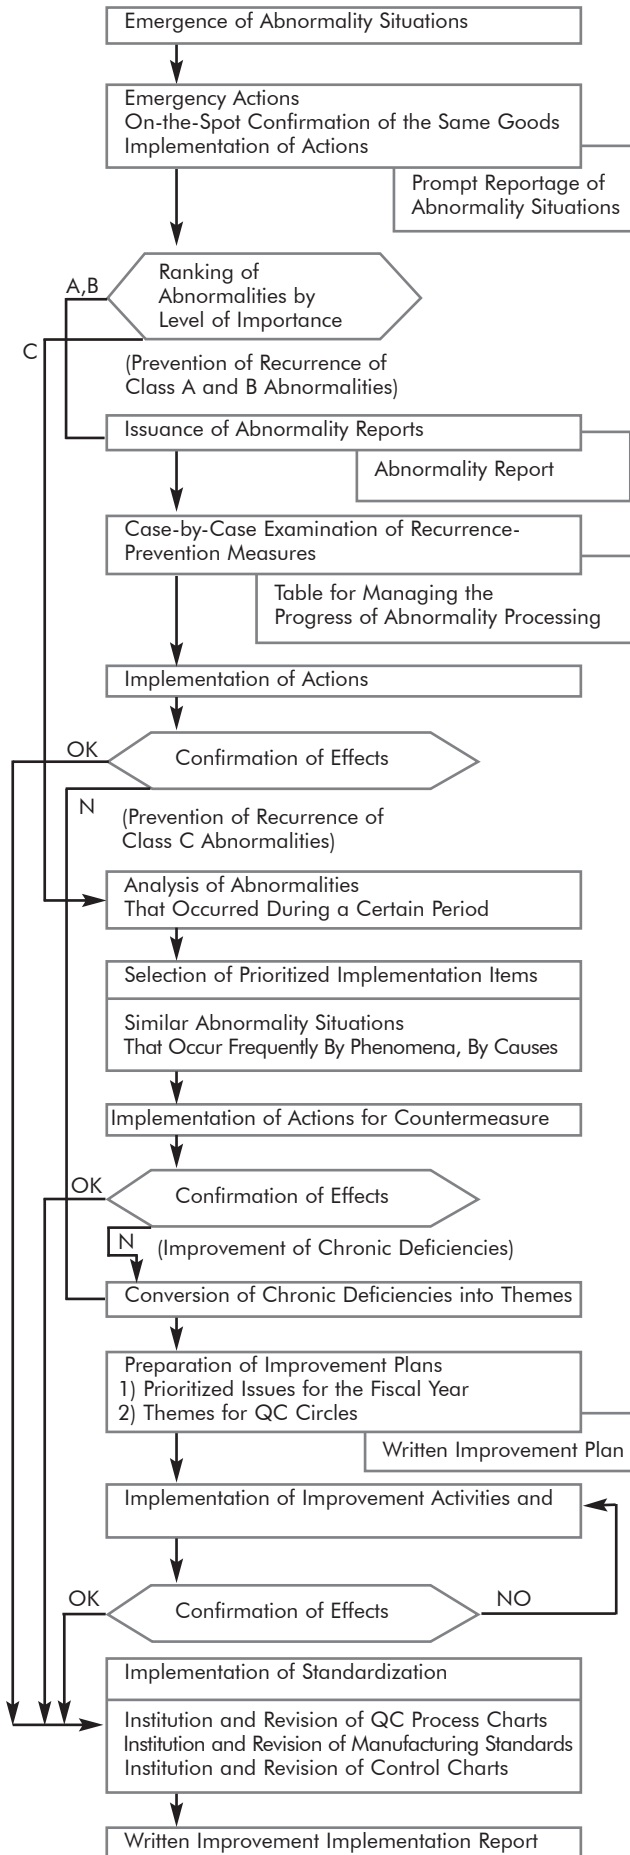 Emergence of Abnormality Situations
Emergency Actions
On-the-Spot Confirmation of the Same Goods
Implementation of Actions
Prompt Reportage of
Abnormality Situations
Ranking of
Abnormalities by
Level of Importance
A,B
C
(Prevention of Recurrence of
Class A and B Abnormalities)
Issuance of Abnormality Reports
Abnormality Report
Case-by-Case Examination of Recurrence-
Prevention Measures
Table for Managing the
Progress of Abnormality Processing
Implementation of Actions
OK
Confirmation of Effects
N
(Prevention of Recurrence of
Class C Abnormalities)
Analysis of Abnormalities
That Occurred During a Certain Period
Selection of Prioritized Implementation Items
Similar Abnormality Situations
That Occur Frequently By Phenomena, By Causes
Implementation of Actions for Countermeasure
OK
Confirmation of Effects
N
(Improvement of Chronic Deficiencies)
Conversion of Chronic Deficiencies into Themes
Preparation of Improvement Plans
1) Prioritized Issues for the Fiscal Year
2) Themes for QC Circles
Written Improvement Plan
Implementation of Improvement Activities and
OK
Confirmation of Effects
NO
Implementation of Standardization
Institution and Revision of QC Process Charts
Institution and Revision of Manufacturing Standards
Institution and Revision of Control Charts
Written Improvement Implementation Report